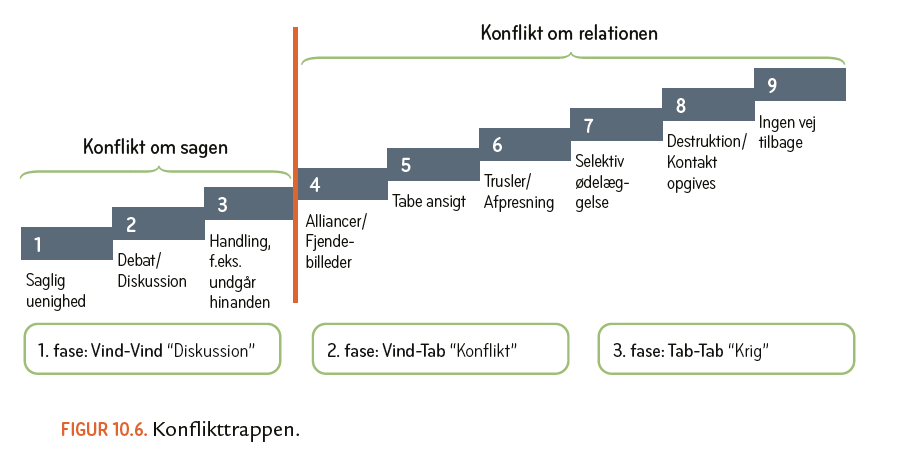 Konflikt om relationen
Konflikt om sagen
1
Saglig
uenighed
2
Debat/
Diskussion
3
Handling,
f.eks.
undgår
hinanden
4
Alliancer/
Fjende-
billeder
5
Tabe ansigt
6
Trusler/
Afpresning
7
Selektiv
ødelæg-
gelse
8
Destruktion/
Kontakt
opgives
9
Ingen vej
tilbage
1. fase: Vind-Vind “Diskussion”
2. fase: Vind-Tab “Konflikt”
3. fase: Tab-Tab “Krig”
FIGUR 10.6. Konflikttrappen.